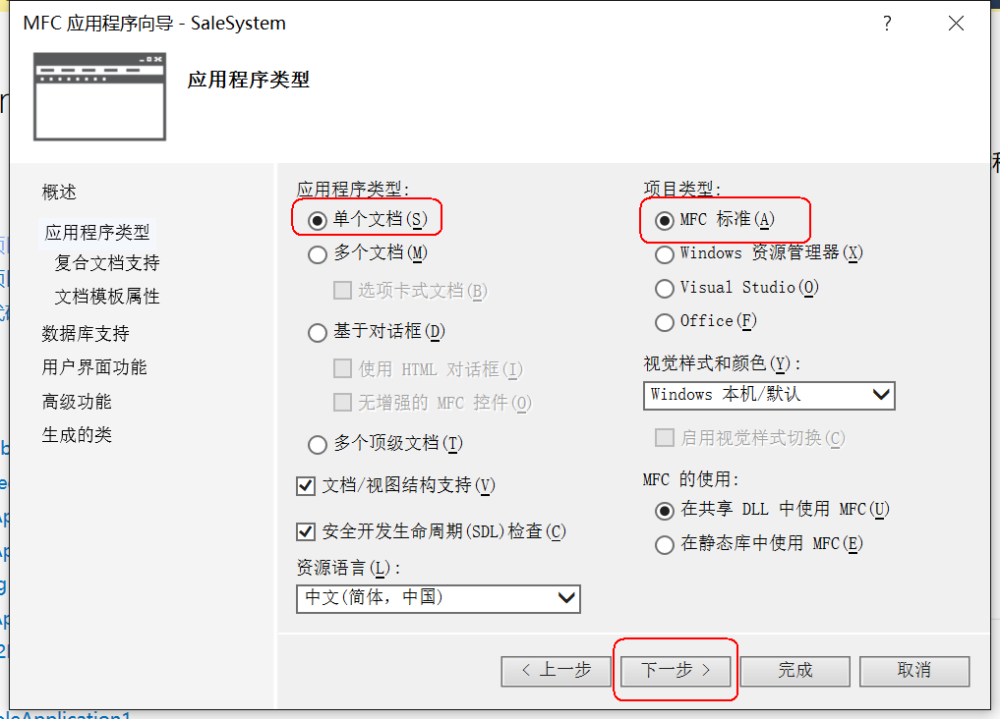 MFC 应用程序向导 - SaleSystem
?
应用程序类型
概述
应用程序类型
复合文档支持
文档模板属性
数据库支持
用户界面功能
高级功能
生成的类
应用程序类型:
单个文档(S)
多个文档(M)
选项卡式文档(B)
基于对话框(D)
使用 HTML 对话框(I)
无增强的 MFC 控件(O)
多个顶级文档(T)
文档/视图结构支持(V)
安全开发生命周期(SDL)检查(C)
资源语言(L):
中文(简体，中国)
项目类型:
MFC 标准(A)
Windows 资源管理器(X)
Visual Studio(O)
Office(F)
视觉样式和颜色(Y):
Windows 本机/默认
启用视觉样式切换(C)
MFC 的使用:
在共享 DLL 中使用 MFC(U)
在静态库中使用 MFC(E)
< 上一步
下一步 >
完成
取消